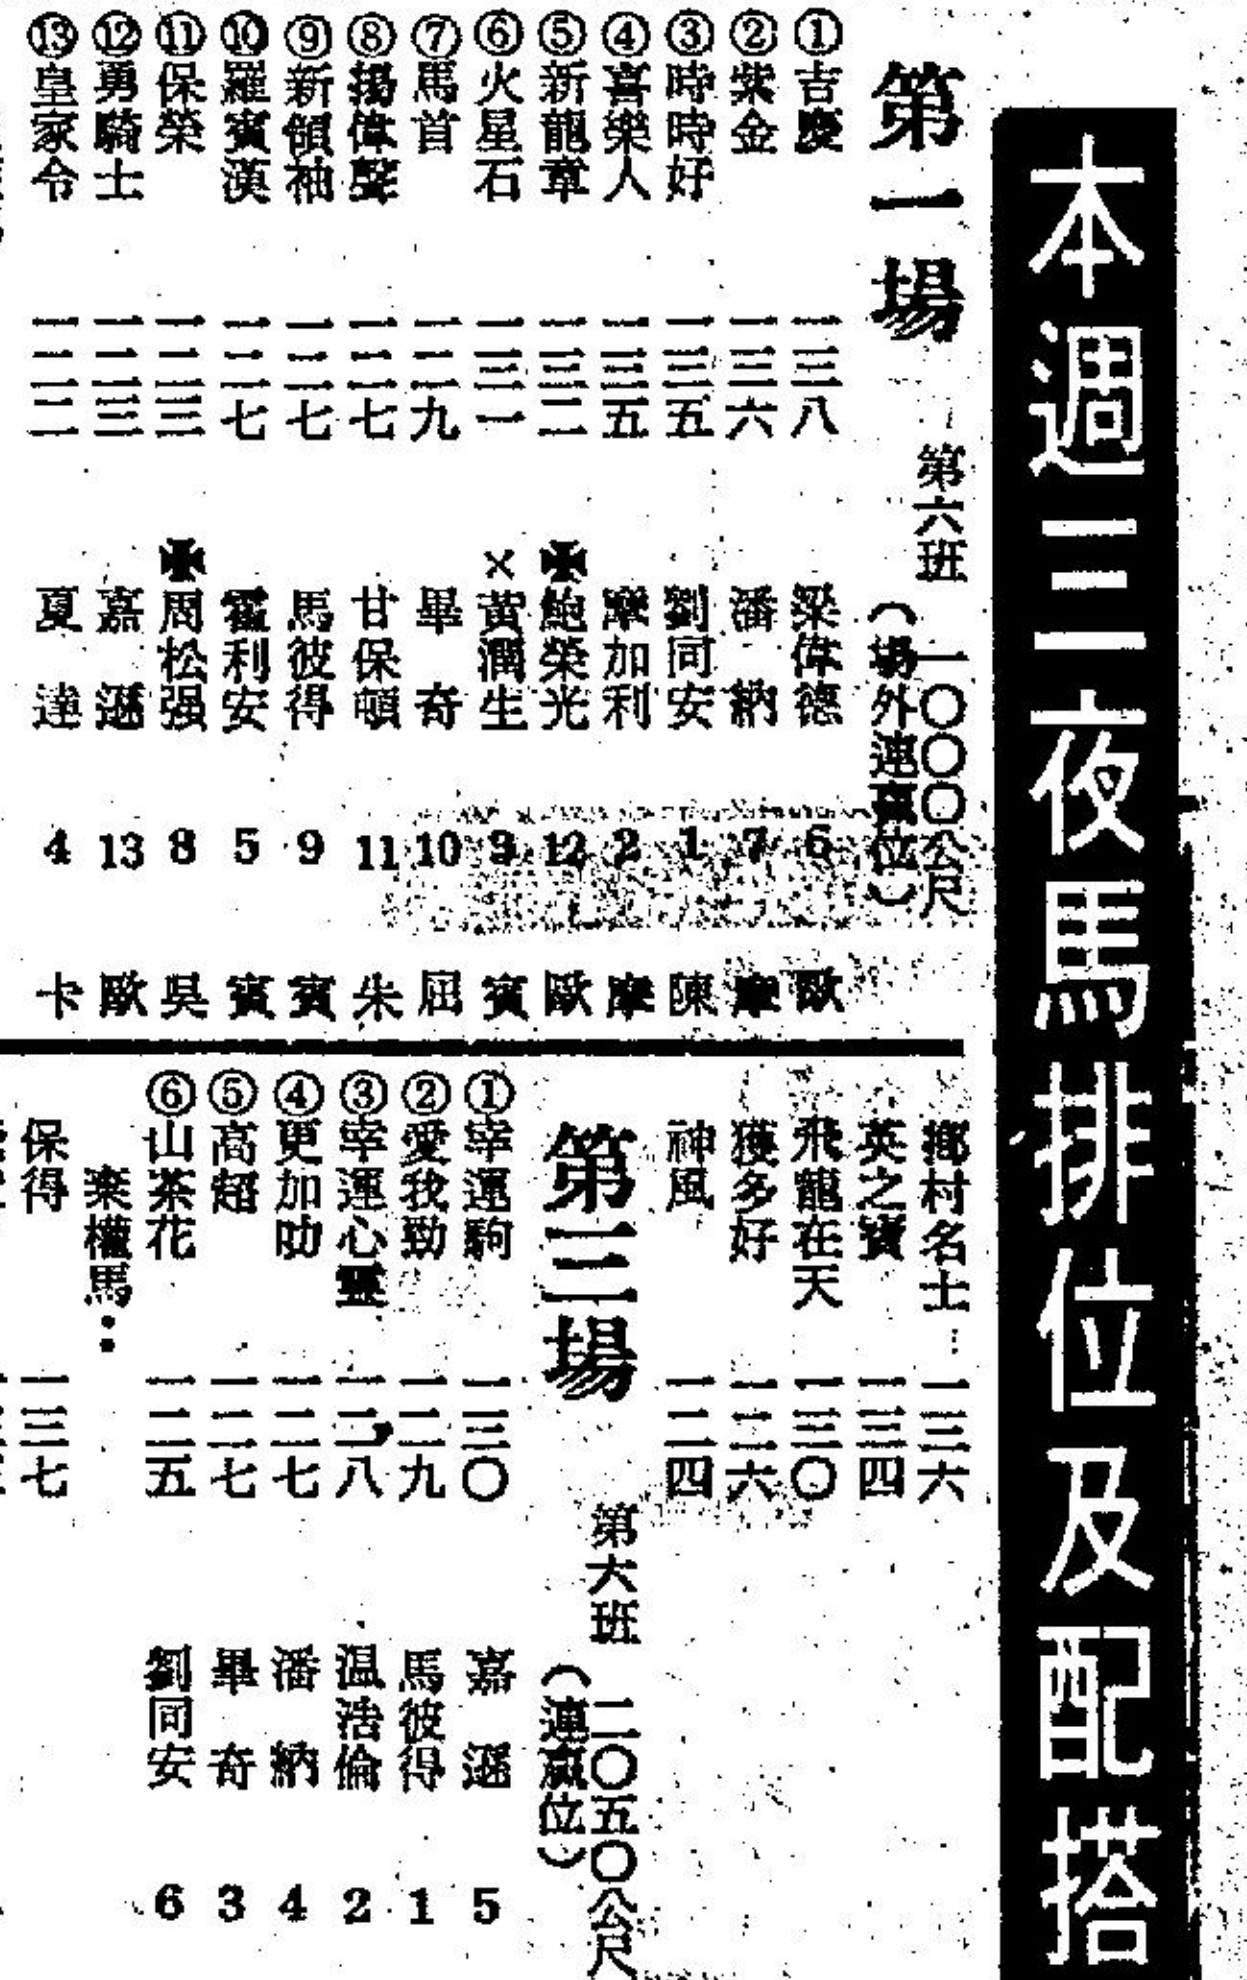 本週三夜馬排位及配搭
第一場 第六班 一〇〇〇公尺
(場外連贏位)
①吉慶 一三八 梁偉德 6 歐
②紫金 一三六 潘納 7 摩
③時時好 一三五 劉同安 1 陳
④喜樂人 一三五 摩加利 2 摩
⑤新龍章 一三二 ✠鮑榮光 12 歐
⑥火星石 一三一 ×黃潤生 3 賓
⑦馬首 一二九 畢奇 10 屈
⑧揚偉聲 一二七 甘保頓 11 朱
⑨新領袖 一二七 馬彼得 9 賓
⑩羅賓漢 一二七 霍利安 5 賓
⑪保榮 一二三 ✠周松强 8 吳
⑫勇騎士 一二三 嘉遜 13 歐
⑬皇家令 一二二 夏達 4 卡
鄉村名士 一三六
英之寶 一三四
飛龍在天 一三〇
獲多好 一二六
神風 一二四
第三場 第六班 二〇五〇公尺
(連贏位)
①幸運駒 一三〇 嘉遜 5
②愛我勁 一二九 馬彼得 1
③幸運心靈 一二八 温浩倫 2
④更加叻 一二七 潘納 4
⑤高超 一二七 畢奇 3
⑥山茶花 一二五 劉同安 6
棄權馬：
保得 一三七